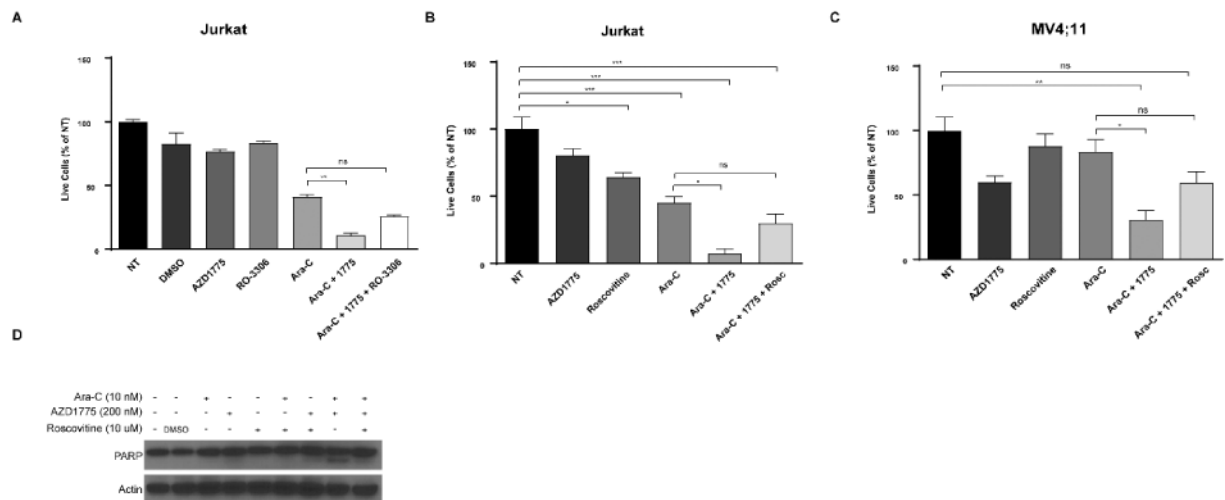 A
Jurkat
Live Cells (% of NT)
150
100
50
0
ns
**
NT
DMSO
AZD1775
RO-3306
Ara-C
Ara-C + 1775
Ara-C + 1775 + RO-3306
B
Jurkat
Live Cells (% of NT)
150
100
50
0
***
***
***
*
ns
*
NT
AZD1775
Roscovitine
Ara-C
Ara-C + 1775
Ara-C + 1775 + Rosc
C
MV4;11
Live Cells (% of NT)
150
100
50
0
ns
**
ns
*
NT
AZD1775
Roscovitine
Ara-C
Ara-C + 1775
Ara-C + 1775 + Rosc
D
Ara-C (10 nM) - - + - - + - + +
AZD1775 (200 nM) - - - + - - + + +
Roscovitine (10 uM) - DMSO - - + + + - +
PARP
Actin